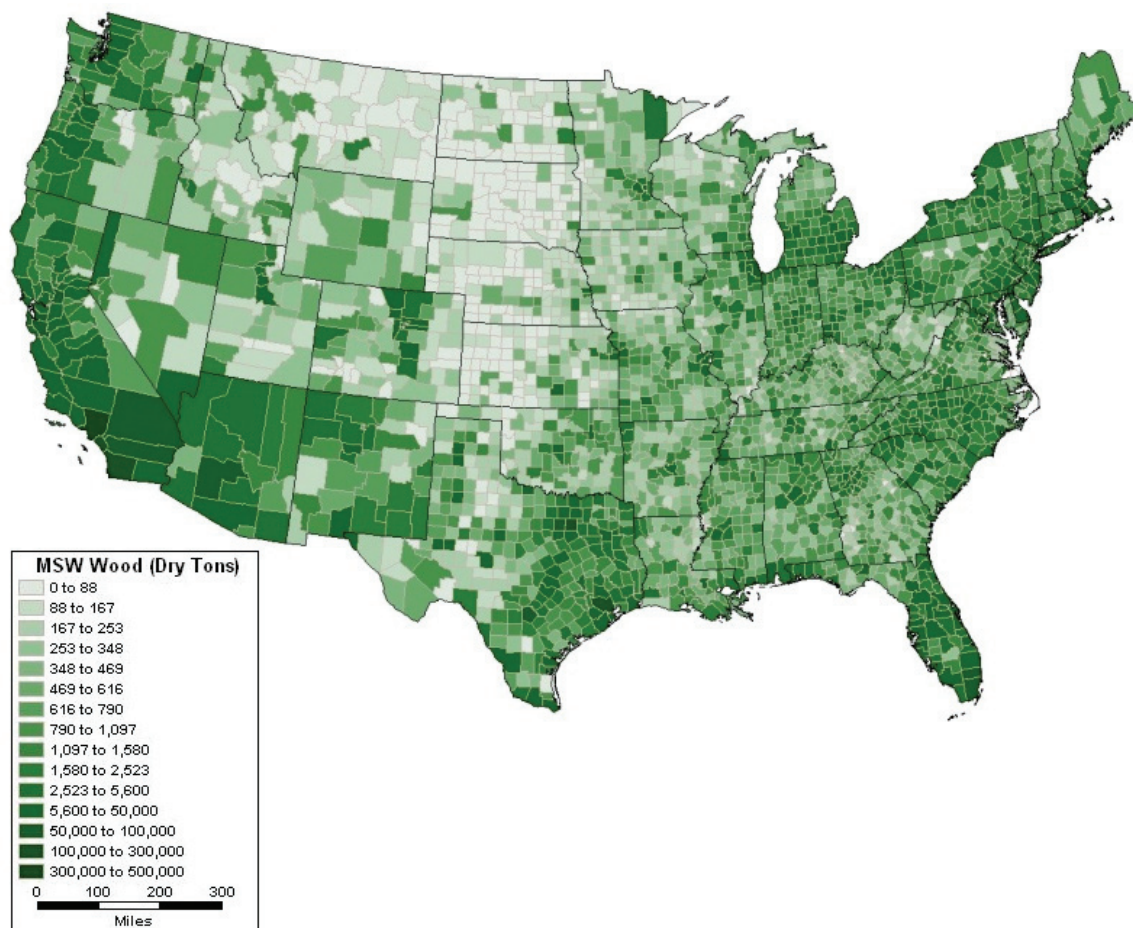 MSW Wood (Dry Tons)
0 to 88
88 to 167
167 to 253
253 to 348
348 to 469
469 to 616
616 to 790
790 to 1,097
1,097 to 1,580
1,580 to 2,523
2,523 to 5,600
5,600 to 50,000
50,000 to 100,000
100,000 to 300,000
300,000 to 500,000
0 100 200 300
Miles